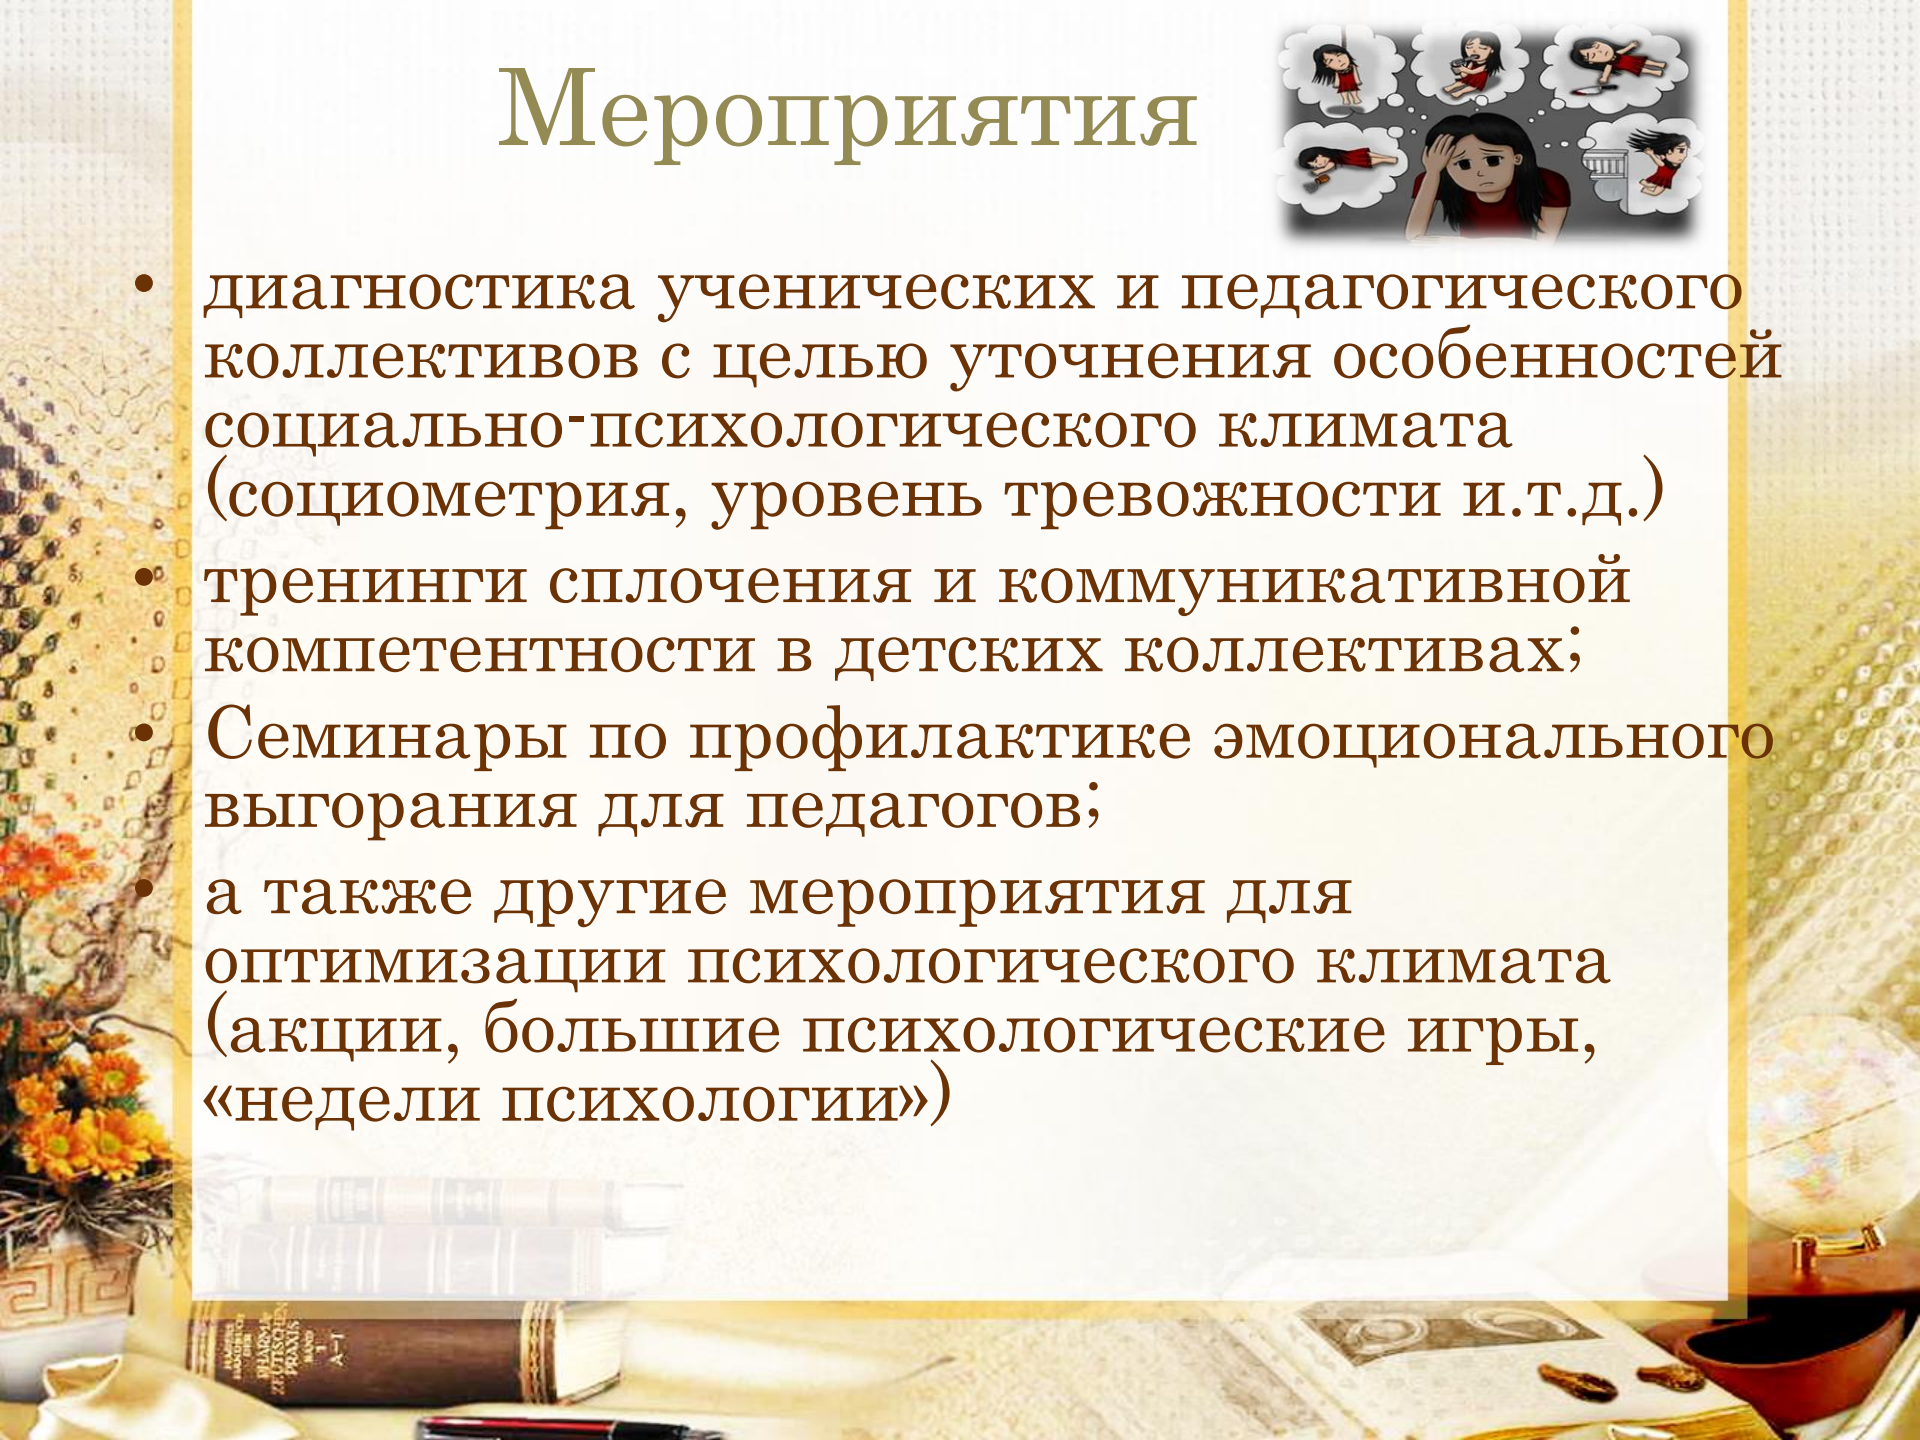 Мероприятия
• диагностика ученических и педагогического
коллективов с целью уточнения особенностей
социально-психологического климата
(социометрия, уровень тревожности и.т.д.)
• тренинги сплочения и коммуникативной
компетентности в детских коллективах;
• Семинары по профилактике эмоционального
выгорания для педагогов;
• а также другие мероприятия для
оптимизации психологического климата
(акции, большие психологические игры,
«недели психологии»)
PRAXIS
BAND
I
A-I